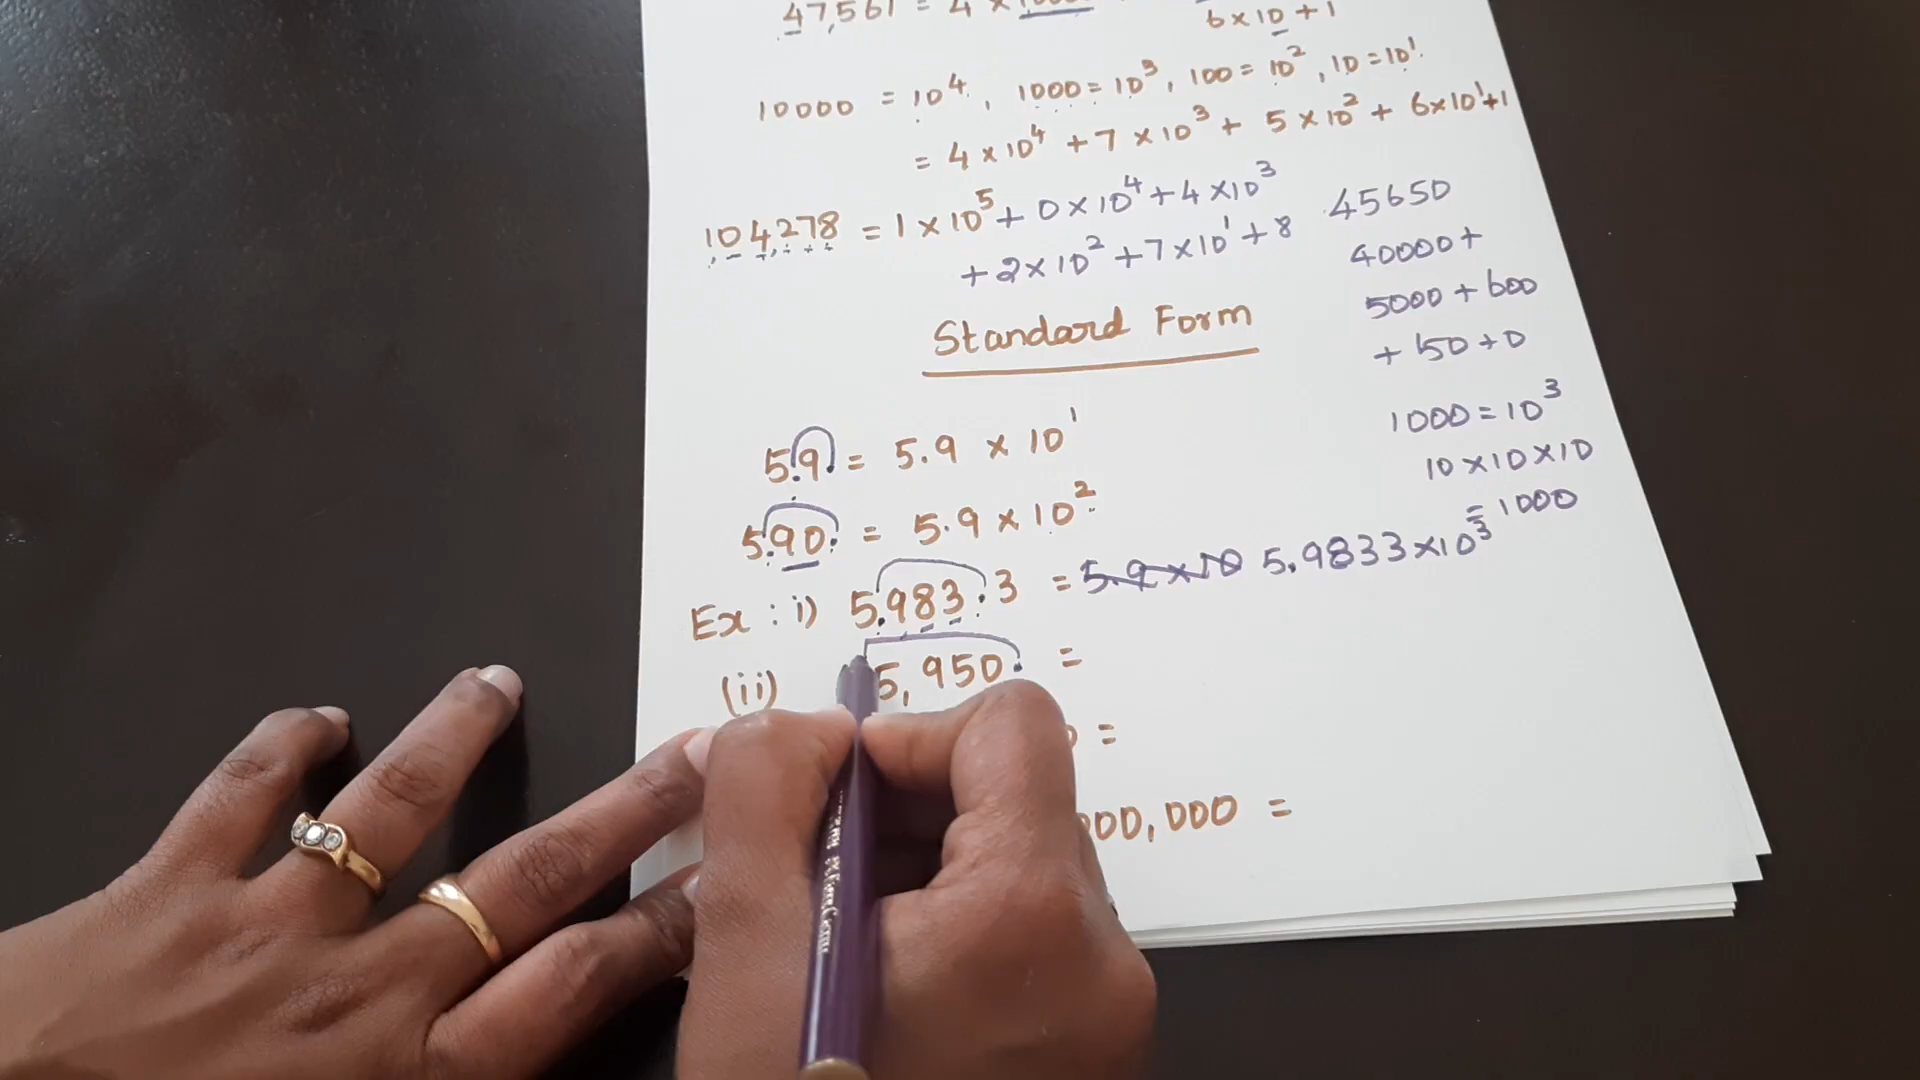 47,561 = 4 ×
6×10+1
10000 = 10⁴, 1000 = 10³, 100 = 10², 10 = 10¹
= 4×10⁴ + 7×10³ + 5×10² + 6×10¹+1
104,278 = 1×10⁵ + 0×10⁴ + 4×10³
+ 2×10² + 7×10¹ + 8
45650
40000+
5000 + 600
+ 50 + 0
Standard Form
1000 = 10³
10×10×10
= 1000
5.9. = 5.9 × 10¹
5.90. = 5.9 × 10²
Ex : i) 5.983.3 = 5.9×10 5.9833×10³
(ii) 5,950. =
=
000,000 =